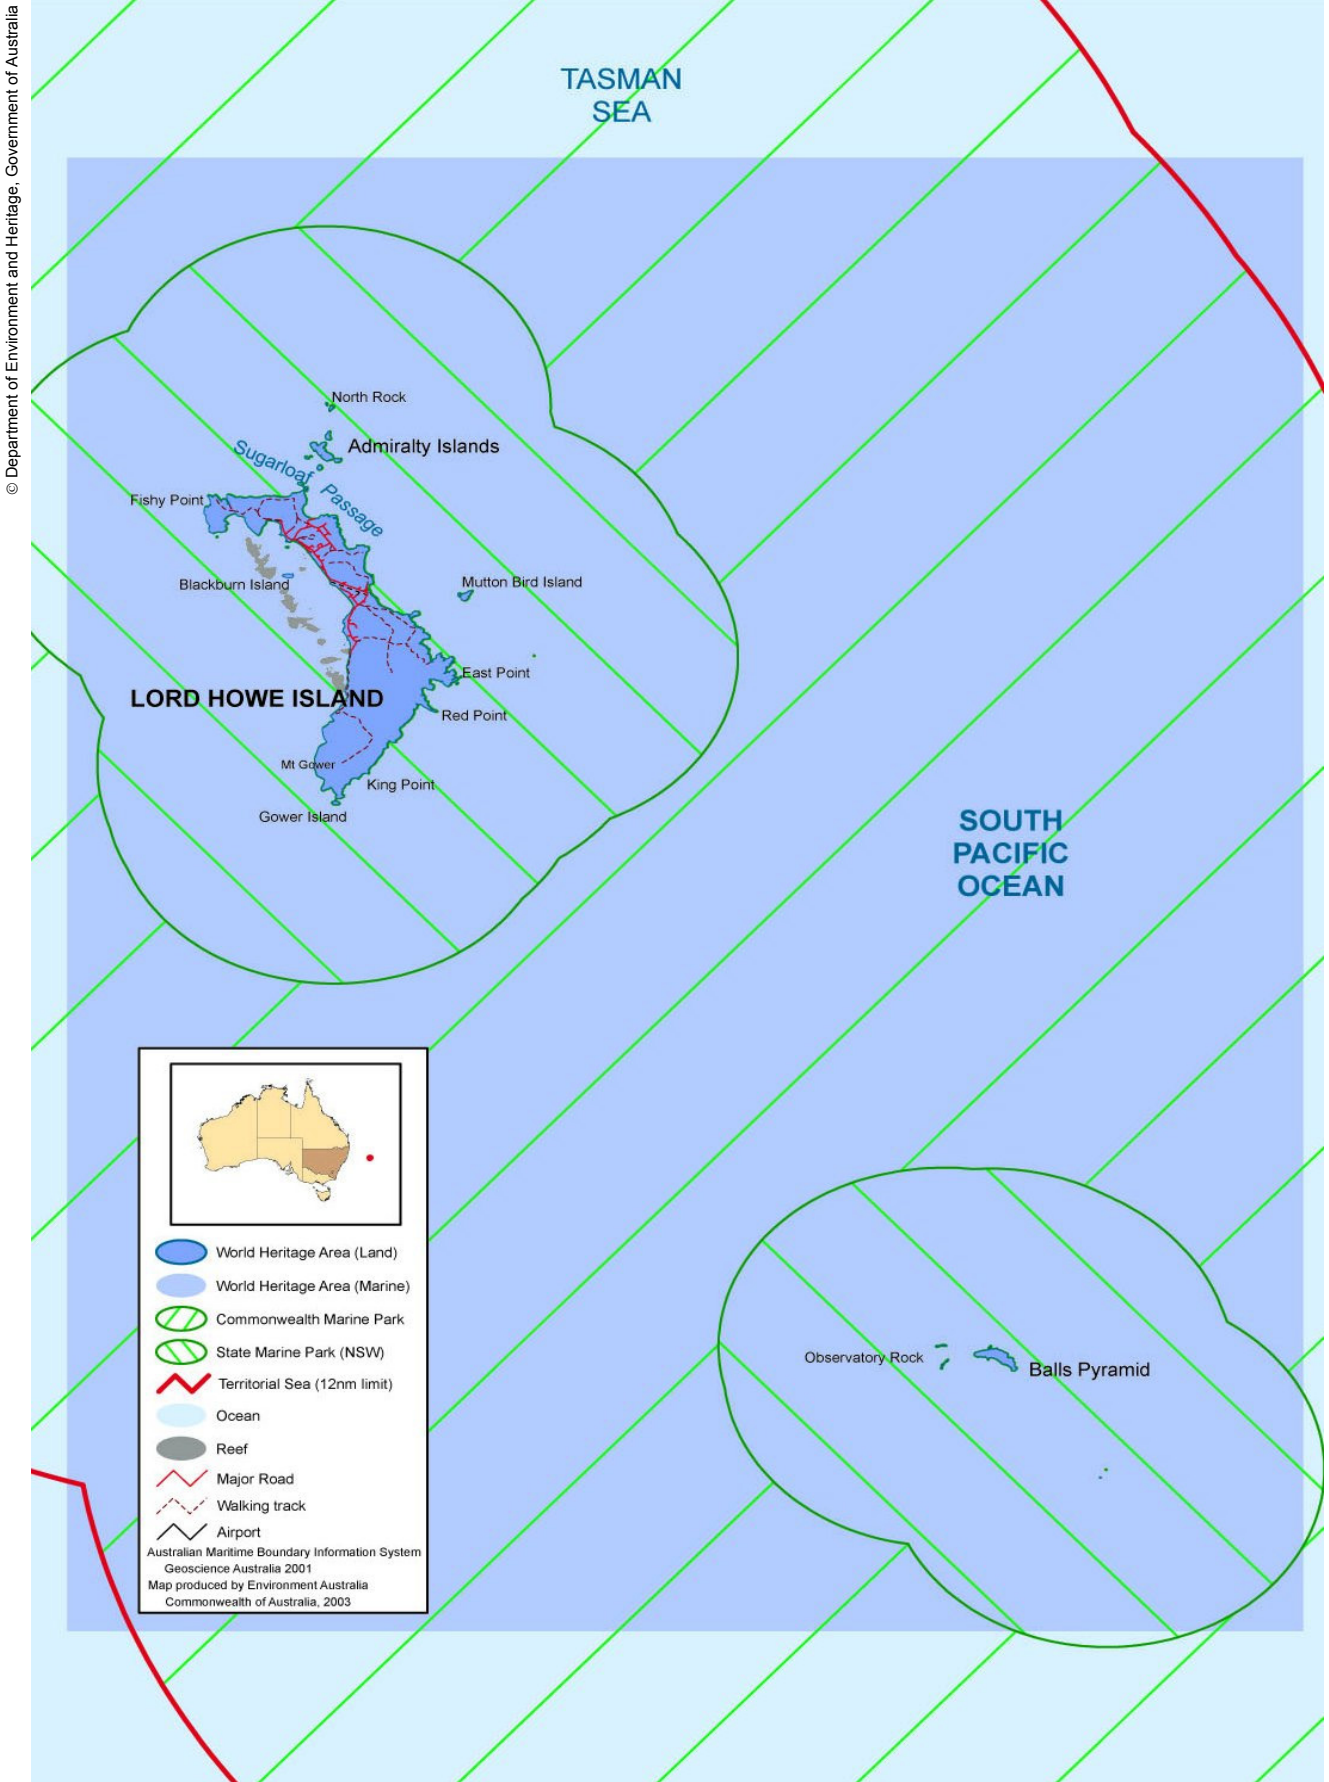 © Department of Environment and Heritage, Government of Australia
TASMAN
SEA
North Rock
Admiralty Islands
Sugarloaf Passage
Fishy Point
Blackburn Island
Mutton Bird Island
East Point
LORD HOWE ISLAND
Red Point
Mt Gower
King Point
Gower Island
SOUTH
PACIFIC
OCEAN
Observatory Rock
Balls Pyramid
World Heritage Area (Land)
World Heritage Area (Marine)
Commonwealth Marine Park
State Marine Park (NSW)
Territorial Sea (12nm limit)
Ocean
Reef
Major Road
Walking track
Airport
Australian Maritime Boundary Information System
Geoscience Australia 2001
Map produced by Environment Australia
Commonwealth of Australia, 2003